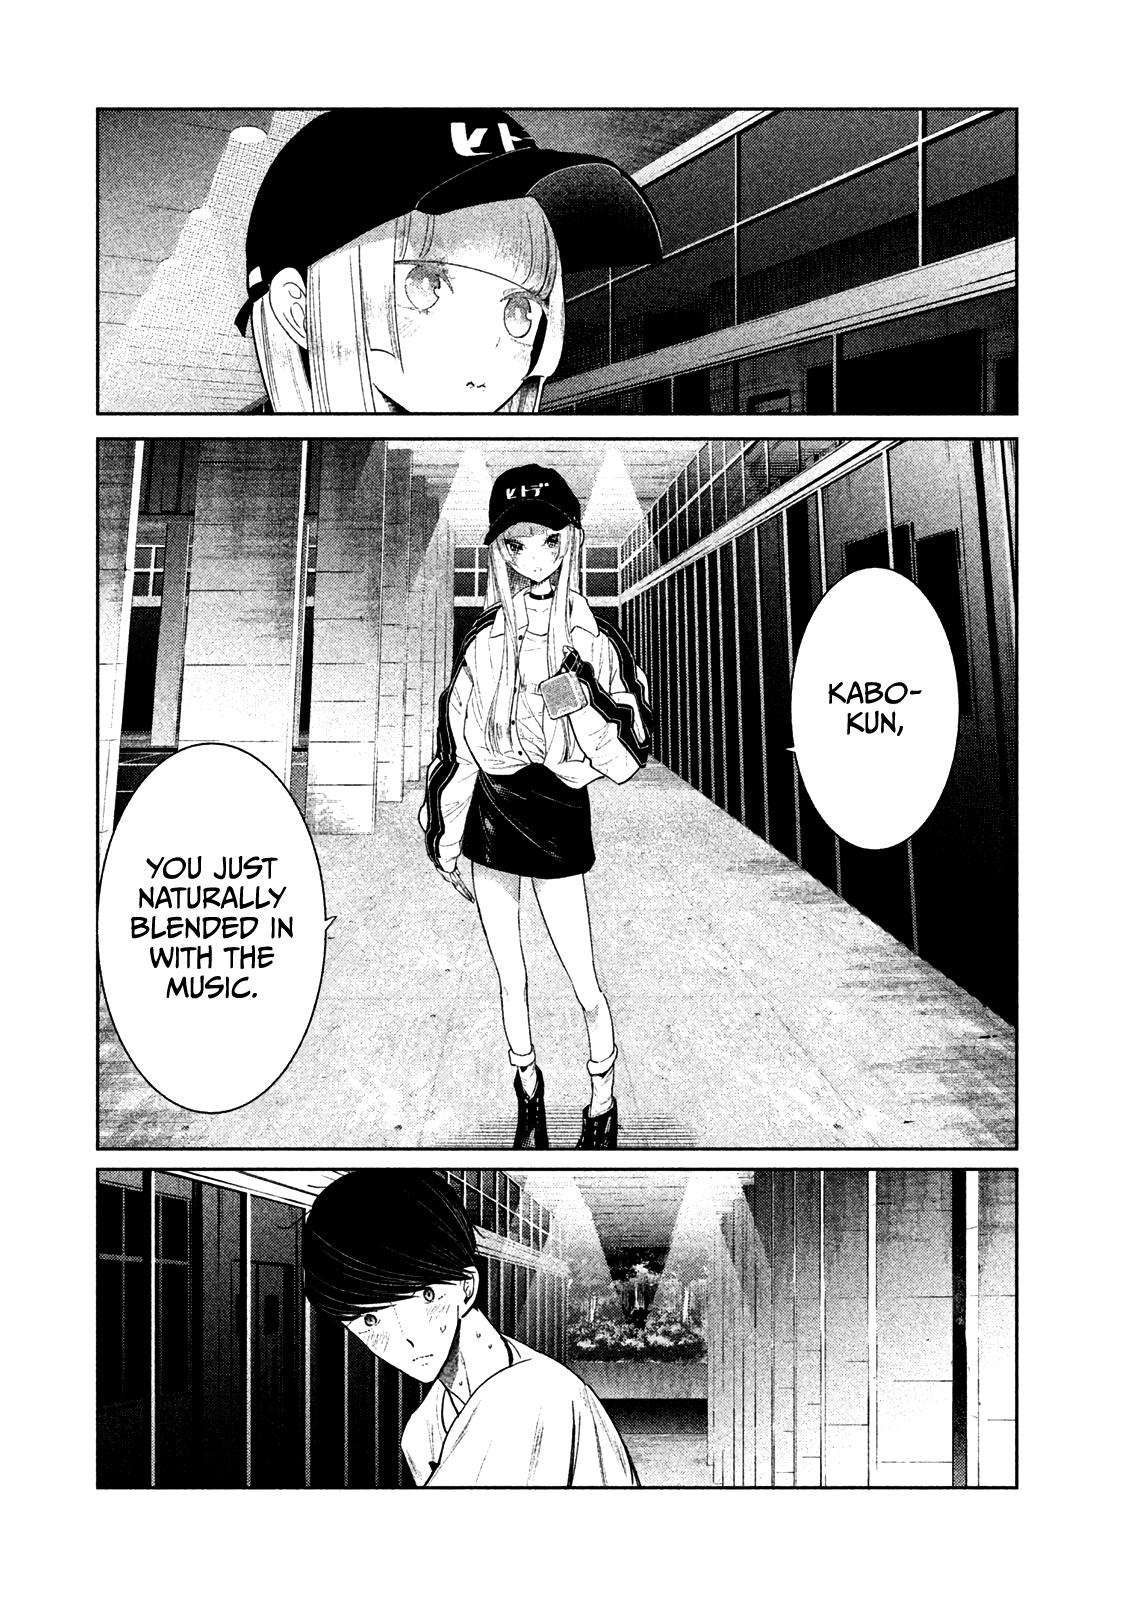 ヒト
ヒトデ
KABO-
KUN,
YOU JUST
NATURALLY
BLENDED IN
WITH THE
MUSIC.